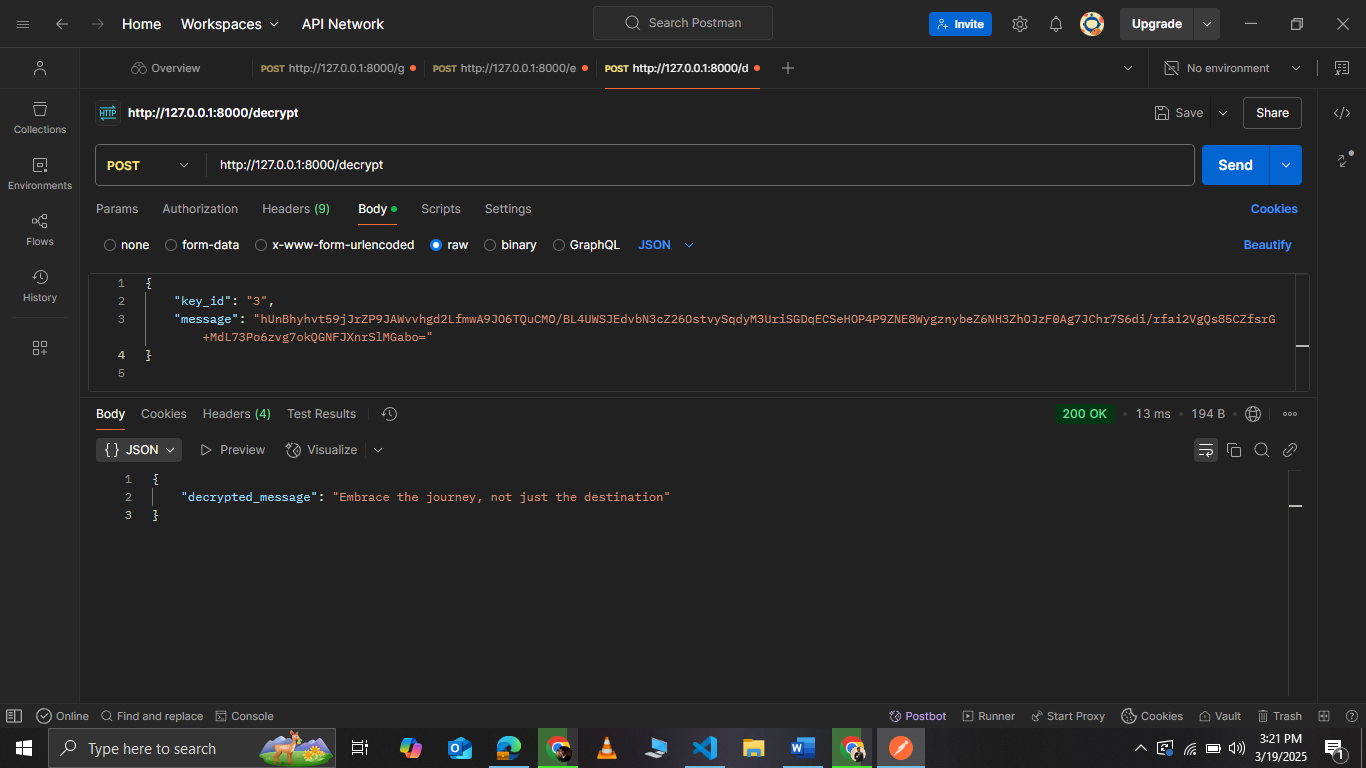 Home Workspaces API Network Search Postman Invite Upgrade
Overview POST http://127.0.0.1:8000/g POST http://127.0.0.1:8000/e POST http://127.0.0.1:8000/d No environment
HTTP http://127.0.0.1:8000/decrypt Save Share
Collections
POST http://127.0.0.1:8000/decrypt Send
Environments
Params Authorization Headers (9) Body Scripts Settings Cookies
Flows
none form-data x-www-form-urlencoded raw binary GraphQL JSON Beautify
History
1 {
2 "key_id": "3",
3 "message": "hUnBhyhvt59jJrZP9JAWvvhgd2LfmwA9JO6TQuCMO/BL4UWSJEdvbN3cZ26OstvySqdyM3UriSGDqECSeHOP4P9ZNE8WygznybeZ6NH3ZhOJzF0Ag7JChr7S6di/rfai2VgQs85CZfsrG
+MdL73Po6zvg7okQGNFJXnrSlMGabo="
4 }
5
Body Cookies Headers (4) Test Results 200 OK 13 ms 194 B
{} JSON Preview Visualize
1 {
2 "decrypted_message": "Embrace the journey, not just the destination"
3 }
Online Find and replace Console Postbot Runner Start Proxy Cookies Vault Trash
Type here to search 3:21 PM
3/19/2025 1